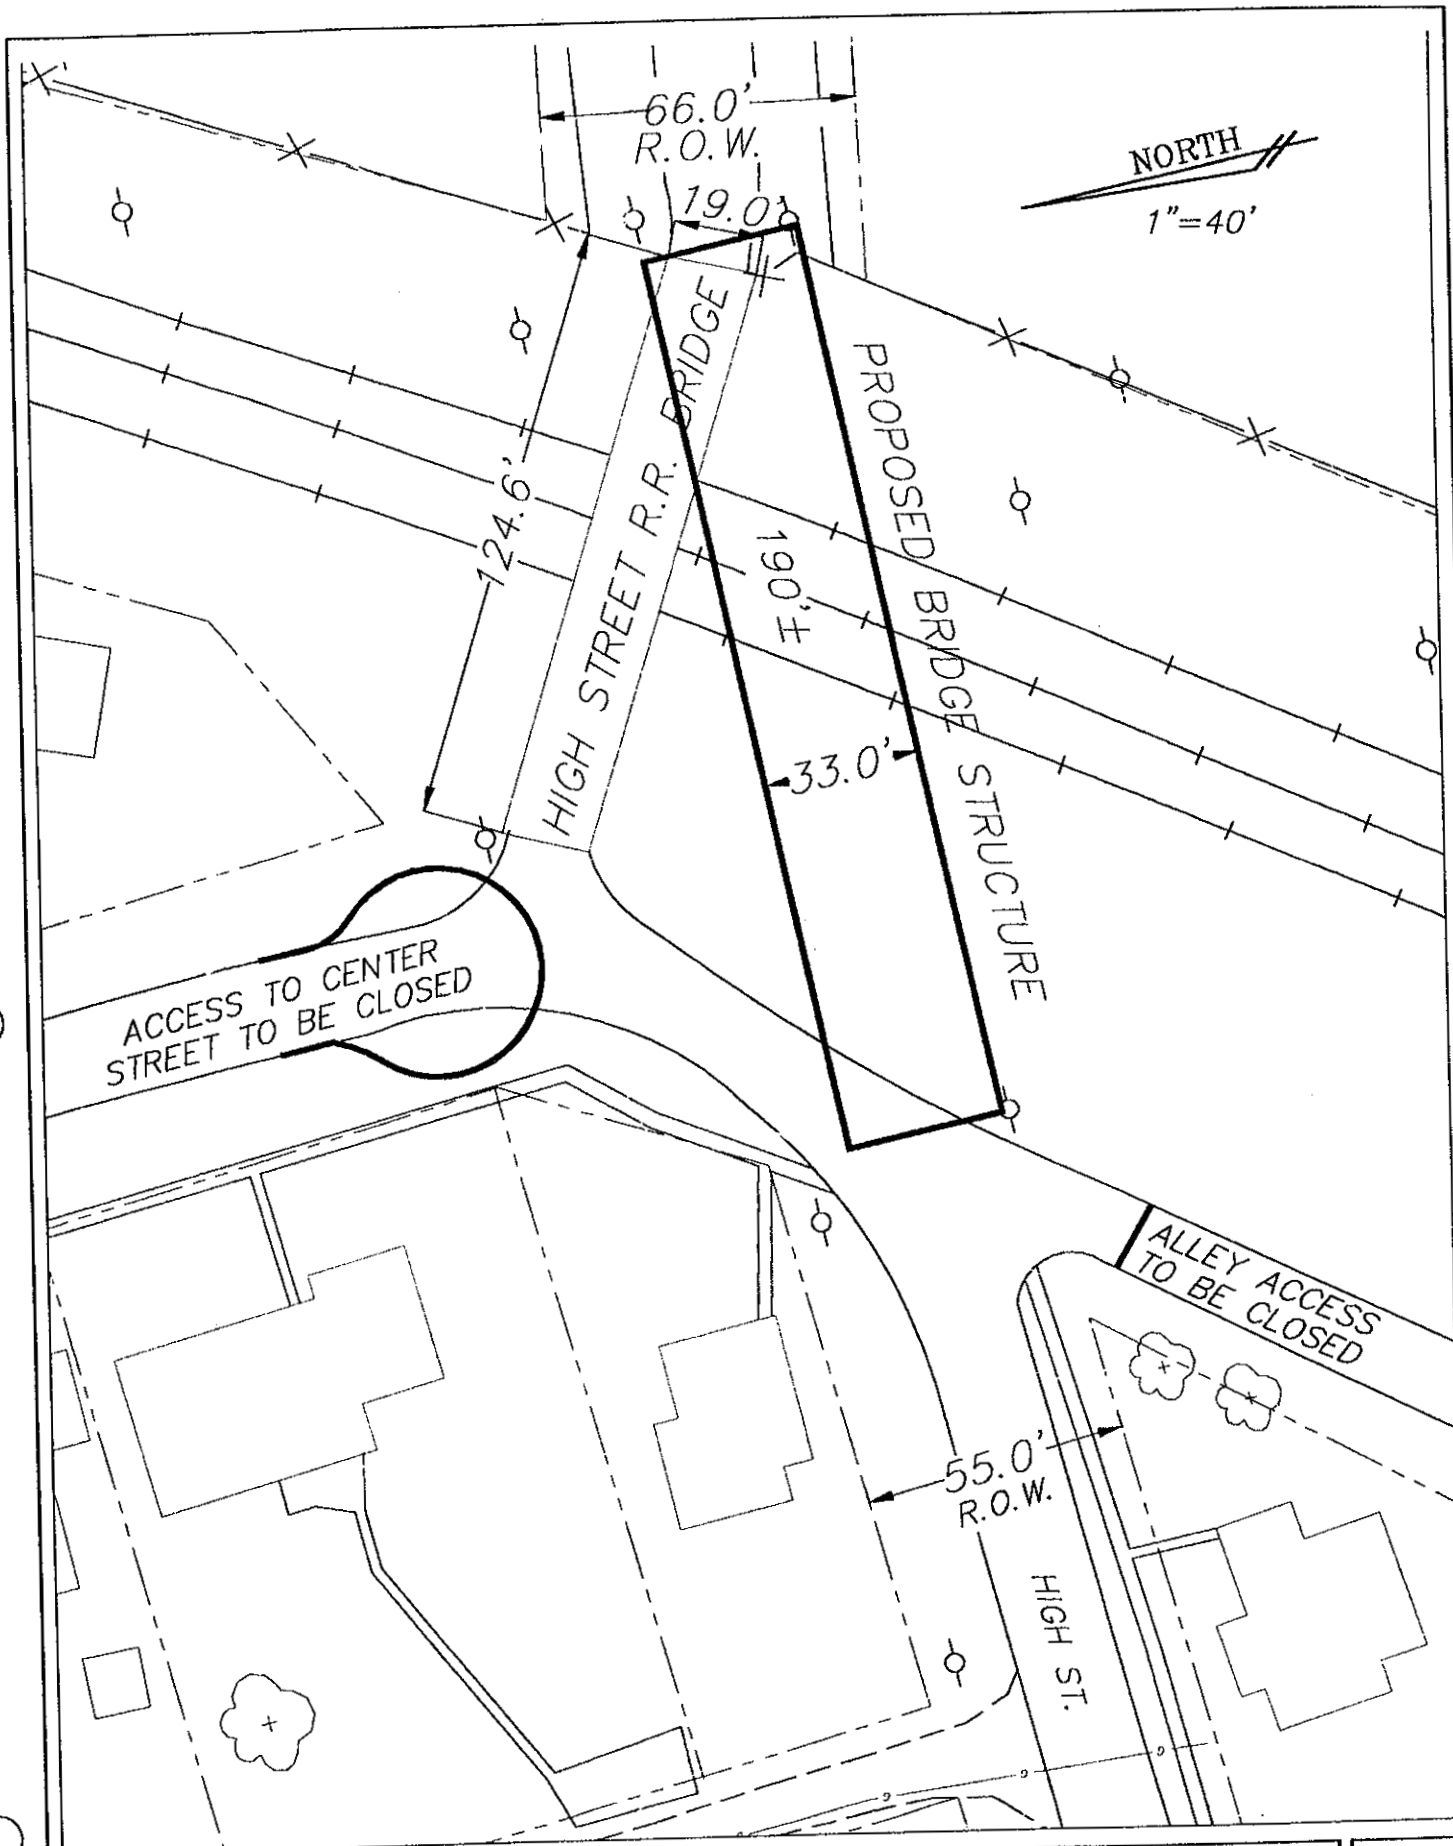 66.0'
R.O.W.
NORTH
1"=40'
19.0'
HIGH STREET R.R. BRIDGE
124.6'
PROPOSED BRIDGE STRUCTURE
190'±
33.0'
ACCESS TO CENTER
STREET TO BE CLOSED
ALLEY ACCESS
TO BE CLOSED
55.0'
R.O.W.
HIGH ST.